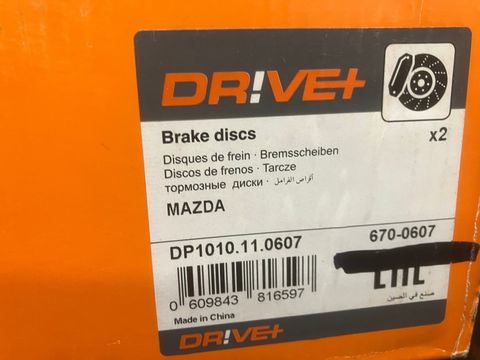 DR!VE+
Brake discs
x2
Disques de frein · Bremsscheiben
Discos de frenos · Tarcze
тормозные диски · أقراص الفرامل
MAZDA
DP1010.11.0607
670-0607
0 609843 816597
صنع في الصين
Made in China
DR!VE+